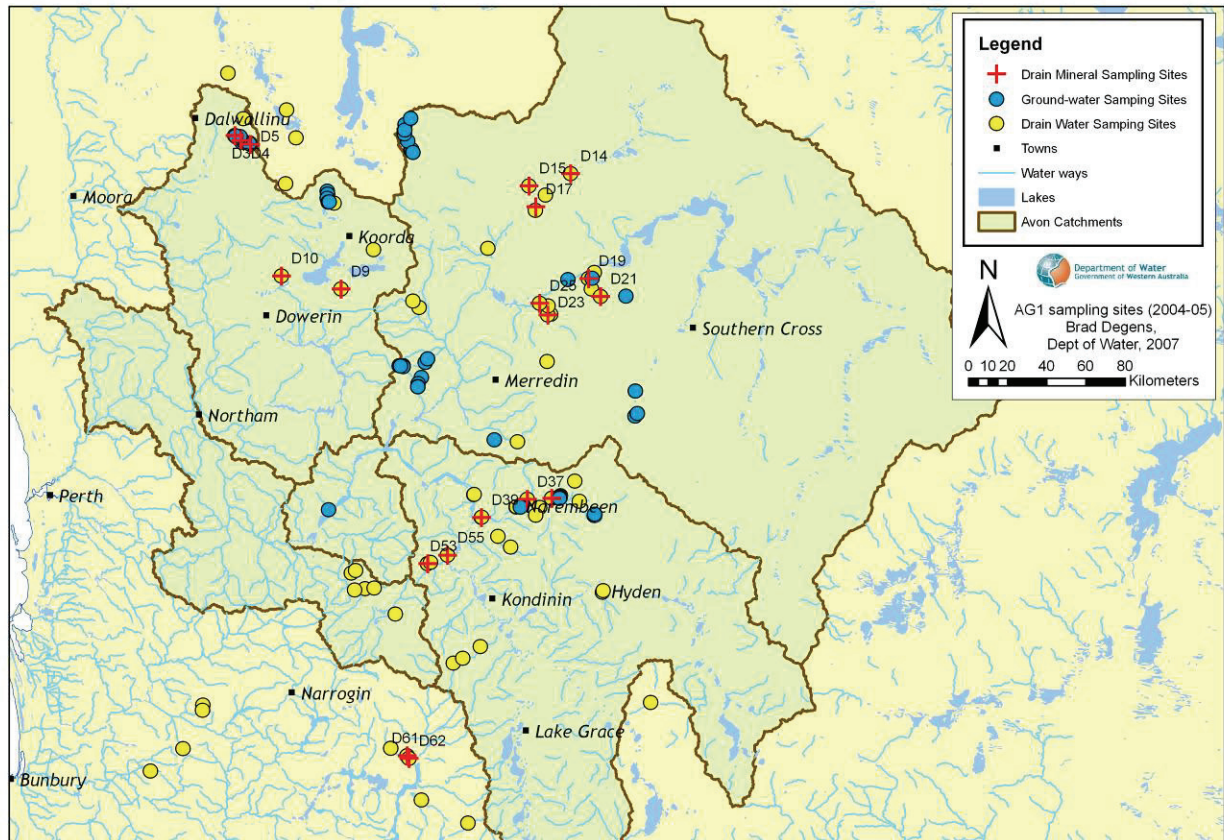 Legend
Drain Mineral Sampling Sites
Ground-water Sampling Sites
Drain Water Sampling Sites
Towns
Water ways
Lakes
Avon Catchments
N
Department of Water
Government of Western Australia
AG1 sampling sites (2004-05)
Brad Degens,
Dept of Water, 2007
0 10 20 40 60 80
Kilometers
Dalwallinu
D5
D3D4
D14
D15
D17
Moora
Koorda
D10
D9
D19
D21
D25
D23
Dowerin
Southern Cross
Merredin
Northam
Perth
D37
D39
Narembeen
D55
D53
Hyden
Kondinin
Narrogin
Lake Grace
D61
D62
Bunbury